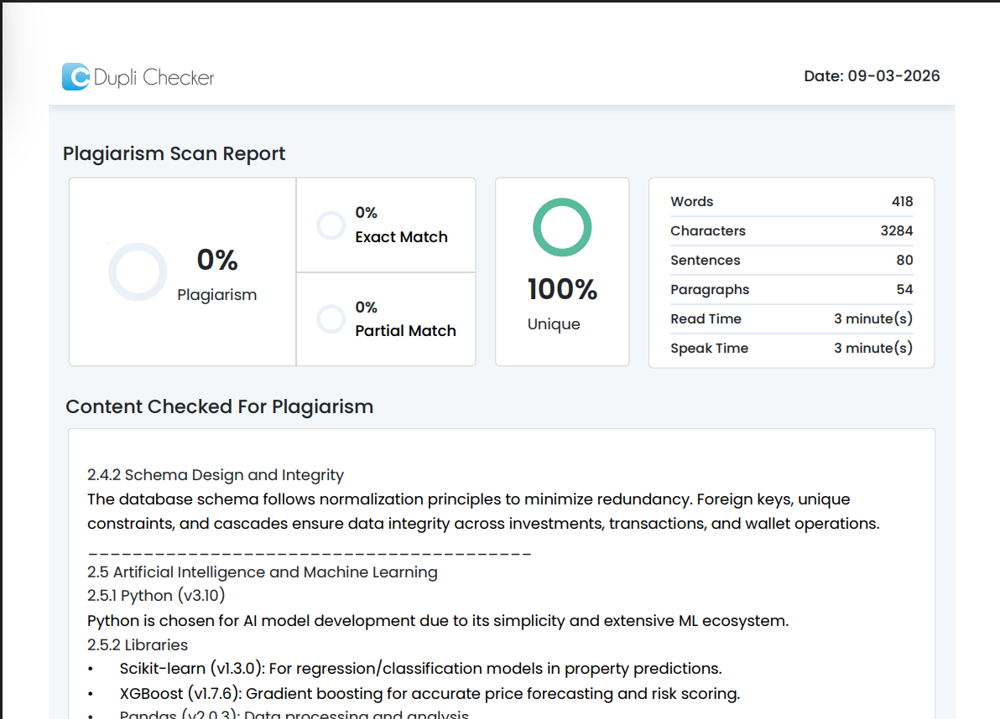 Dupli Checker
Date: 09-03-2026
Plagiarism Scan Report
0%
Plagiarism
0%
Exact Match
0%
Partial Match
100%
Unique
Words 418
Characters 3284
Sentences 80
Paragraphs 54
Read Time 3 minute(s)
Speak Time 3 minute(s)
Content Checked For Plagiarism
2.4.2 Schema Design and Integrity
The database schema follows normalization principles to minimize redundancy. Foreign keys, unique
constraints, and cascades ensure data integrity across investments, transactions, and wallet operations.
________________________________________
2.5 Artificial Intelligence and Machine Learning
2.5.1 Python (v3.10)
Python is chosen for AI model development due to its simplicity and extensive ML ecosystem.
2.5.2 Libraries
• Scikit-learn (v1.3.0): For regression/classification models in property predictions.
• XGBoost (v1.7.6): Gradient boosting for accurate price forecasting and risk scoring.
• Pandas (v2.0.3): Data processing and analysis